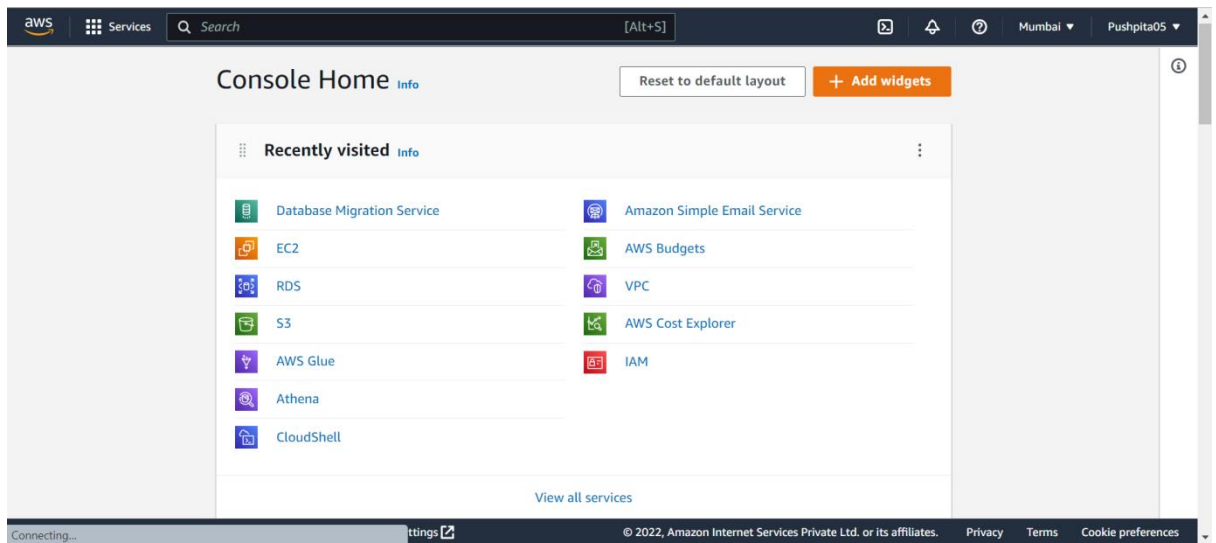 aws Services Search [Alt+S] Mumbai ▼ Pushpita05 ▼
Console Home Info Reset to default layout + Add widgets
Recently visited Info
Database Migration Service
EC2
RDS
S3
AWS Glue
Athena
CloudShell
Amazon Simple Email Service
AWS Budgets
VPC
AWS Cost Explorer
IAM
View all services
Connecting... ttings © 2022, Amazon Internet Services Private Ltd. or its affiliates. Privacy Terms Cookie preferences